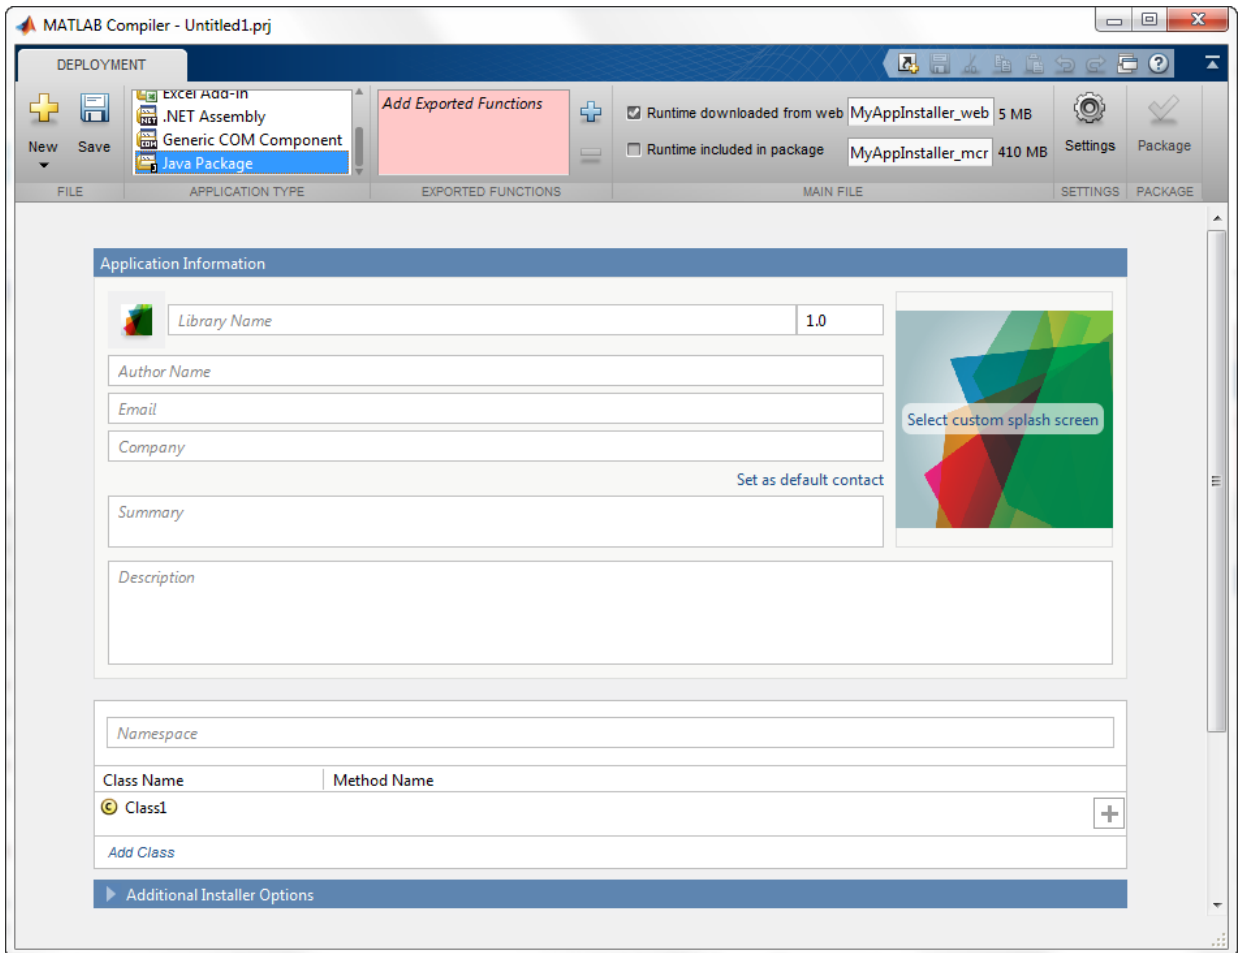 MATLAB Compiler - Untitled1.prj
DEPLOYMENT
New
Save
Excel Add-In
.NET Assembly
Generic COM Component
Java Package
Add Exported Functions
Runtime downloaded from web MyAppInstaller_web 5 MB
Runtime included in package MyAppInstaller_mcr 410 MB
Settings
Package
FILE APPLICATION TYPE EXPORTED FUNCTIONS MAIN FILE SETTINGS PACKAGE
Application Information
Library Name 1.0
Author Name
Email
Company
Set as default contact
Summary
Select custom splash screen
Description
Namespace
Class Name Method Name
Class1
Add Class
Additional Installer Options